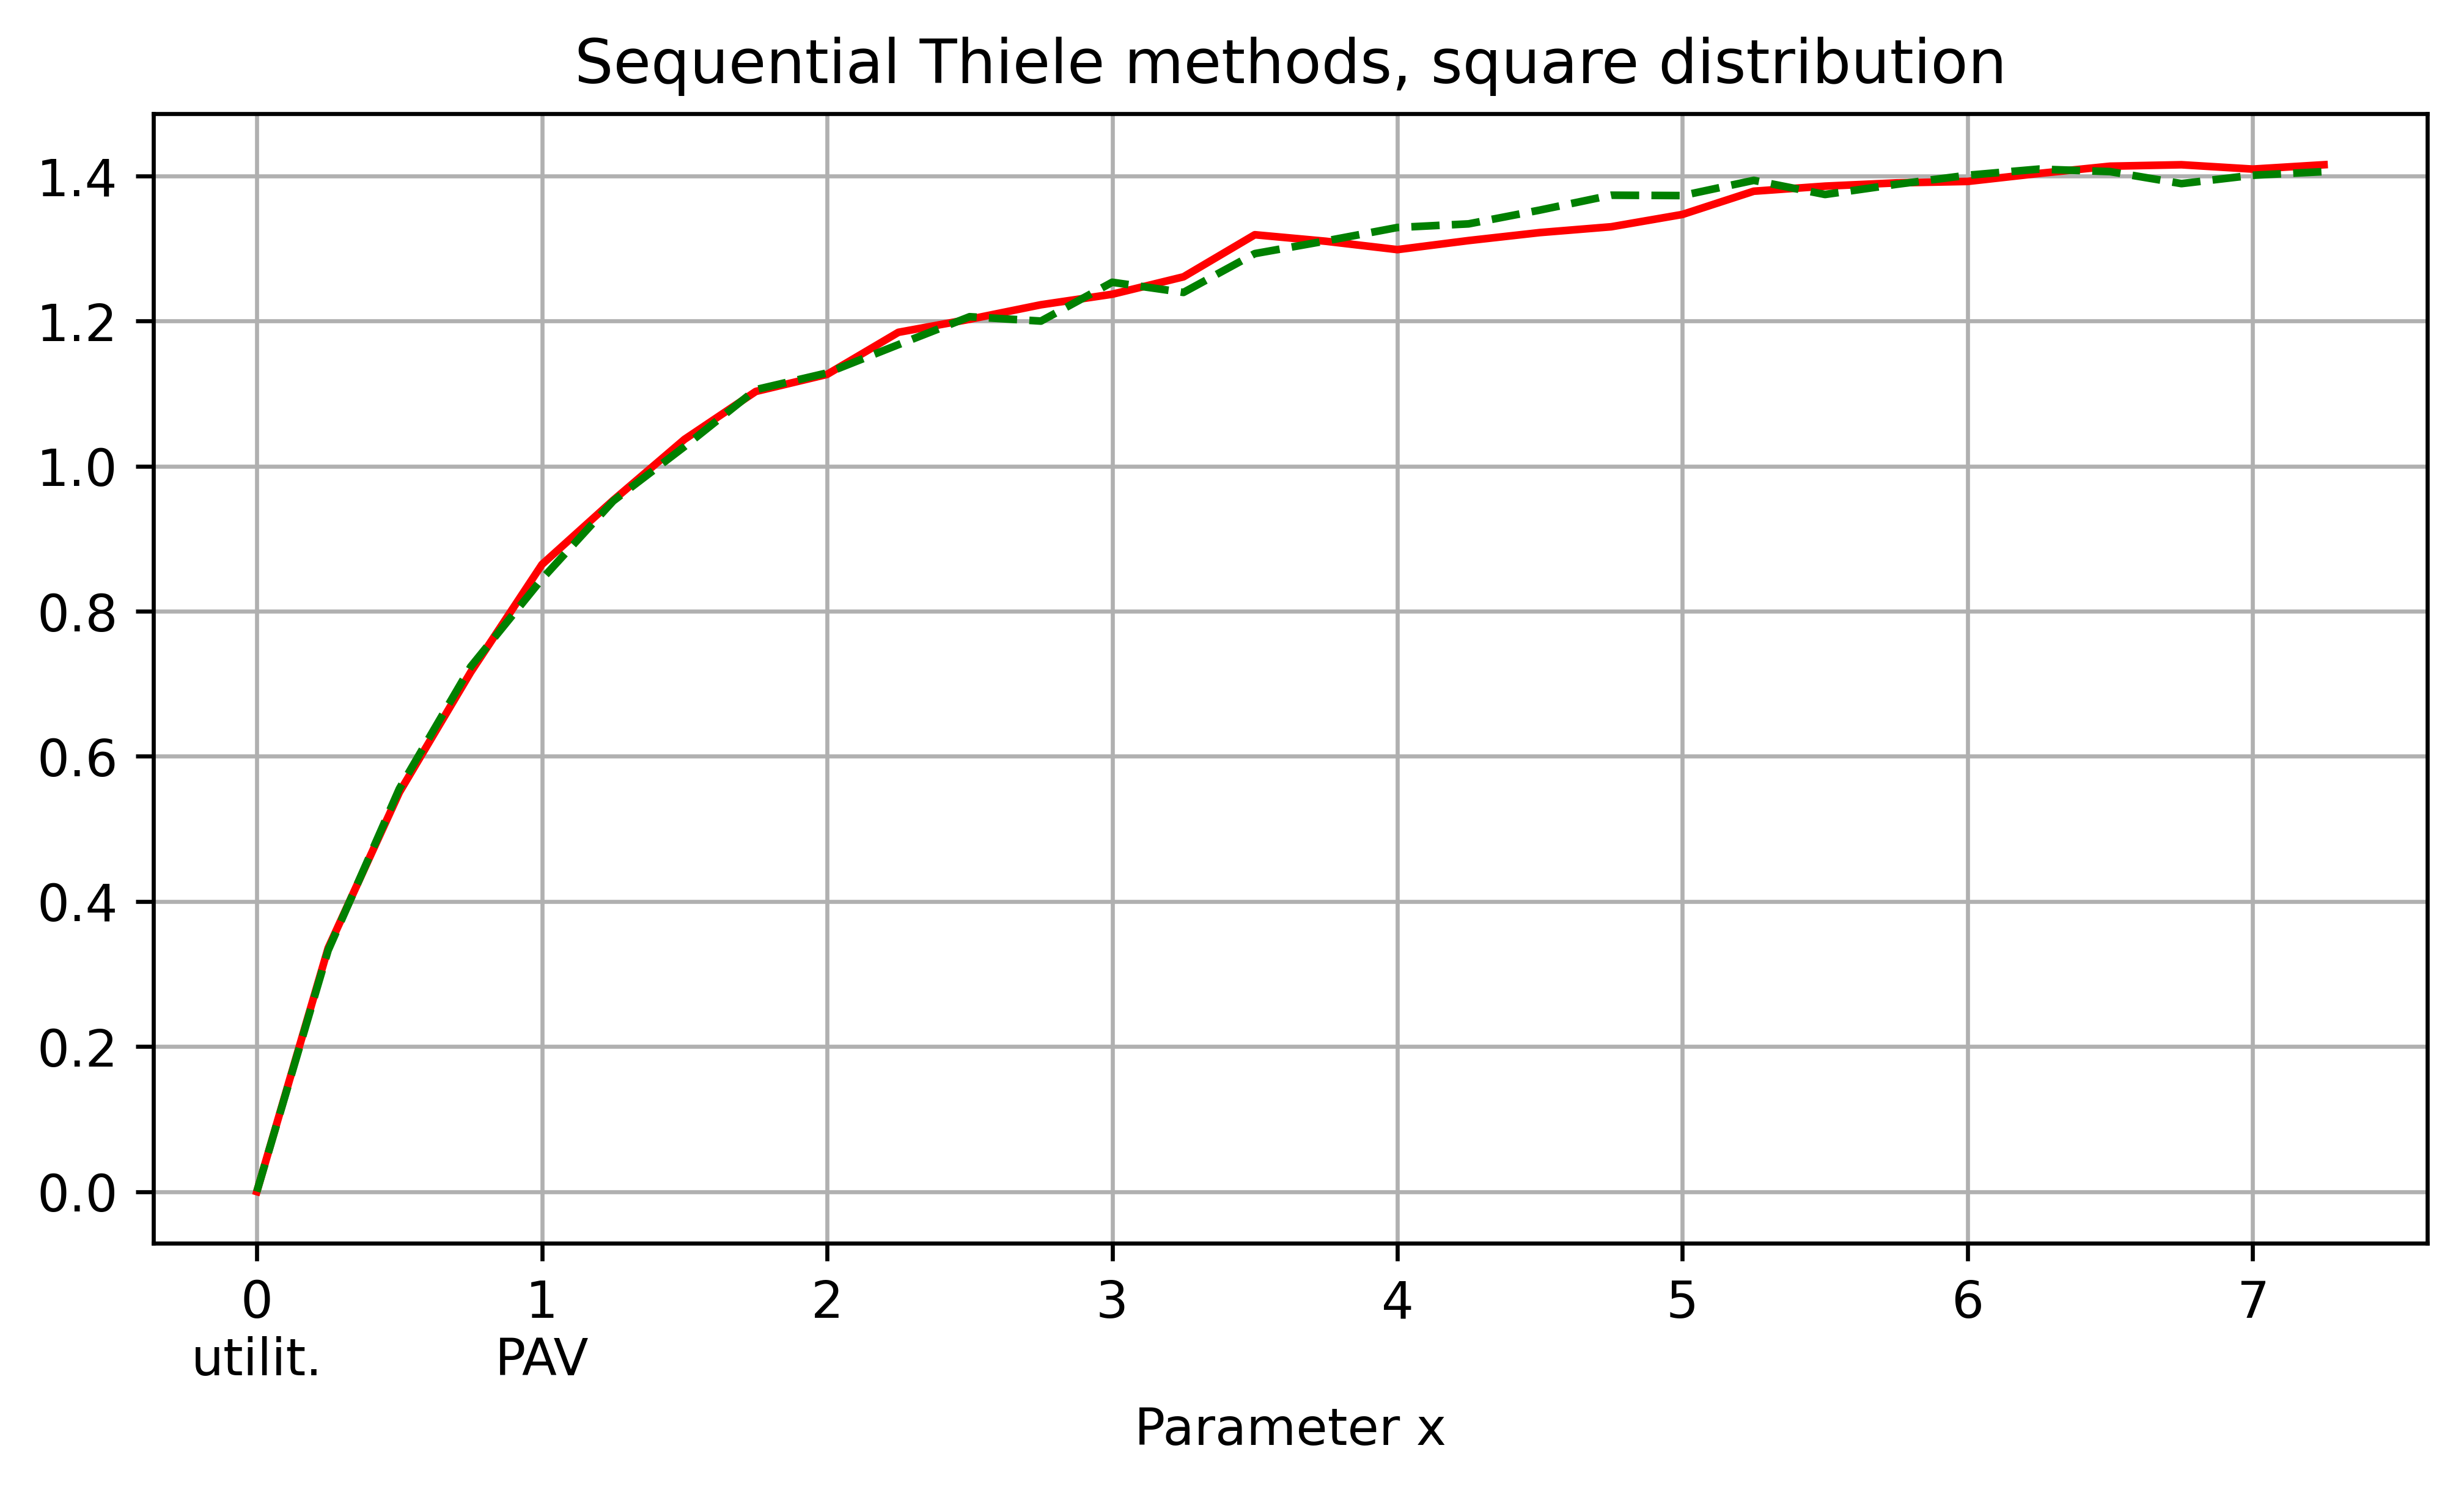 Sequential Thiele methods, square distribution
1.4
1.2
1.0
0.8
0.6
0.4
0.2
0.0
0 1 2 3 4 5 6 7
utilit. PAV
Parameter x